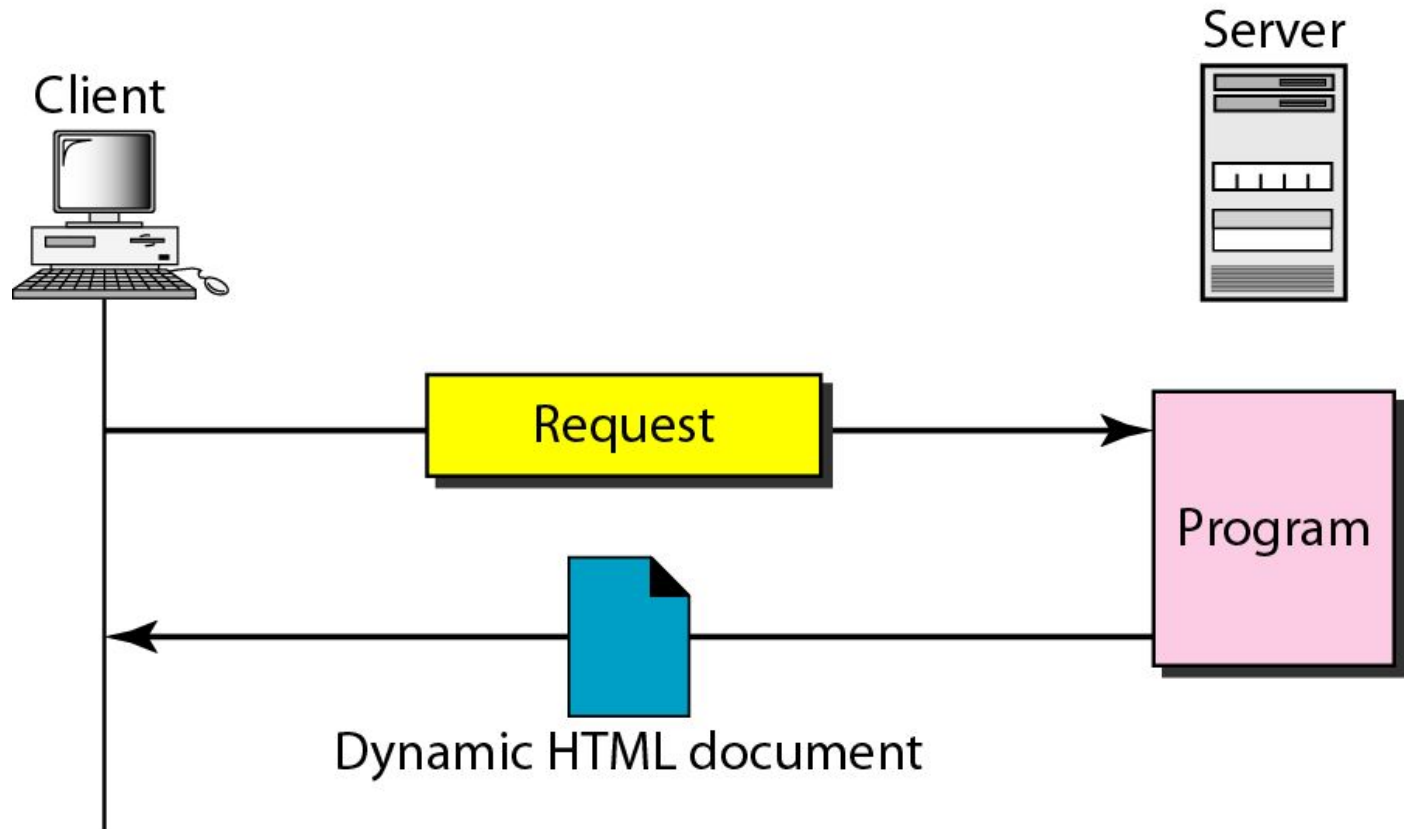 Server
Client
Request
Program
Dynamic HTML document